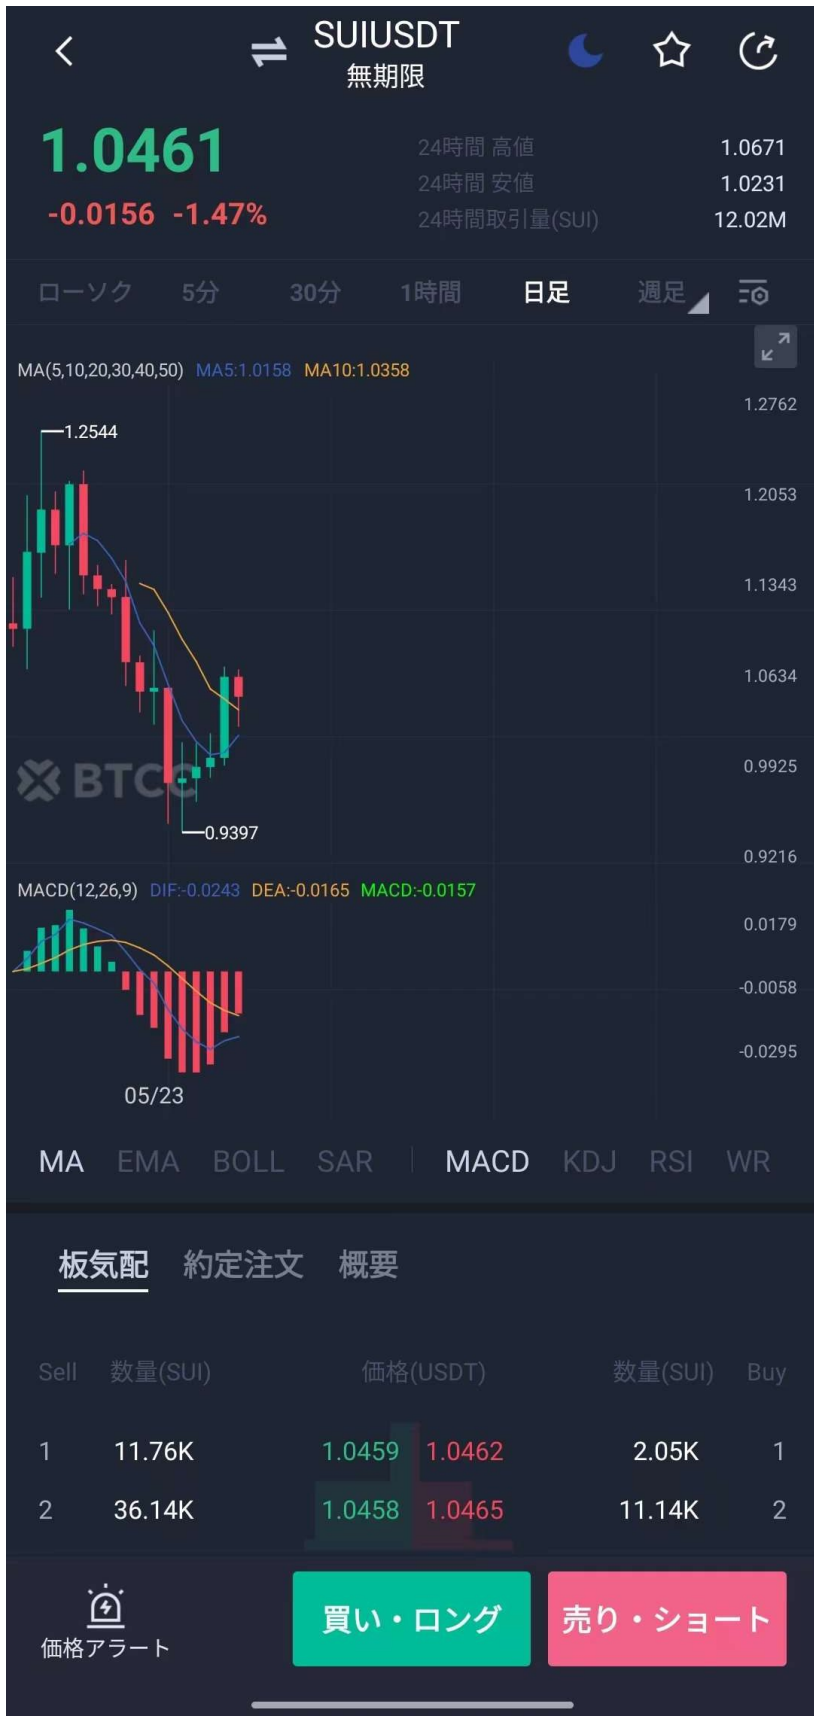 SUIUSDT
無期限
1.0461
-0.0156 -1.47%
24時間 高値 1.0671
24時間 安値 1.0231
24時間取引量(SUI) 12.02M
ローソク 5分 30分 1時間 日足 週足
MA(5,10,20,30,40,50) MA5:1.0158 MA10:1.0358
1.2762
1.2544
1.2053
1.1343
1.0634
BTCC
0.9925
0.9397
0.9216
MACD(12,26,9) DIF:-0.0243 DEA:-0.0165 MACD:-0.0157
0.0179
-0.0058
-0.0295
05/23
MA EMA BOLL SAR MACD KDJ RSI WR
板気配 約定注文 概要
Sell 数量(SUI) 価格(USDT) 数量(SUI) Buy
1 11.76K 1.0459 1.0462 2.05K 1
2 36.14K 1.0458 1.0465 11.14K 2
価格アラート 買い・ロング 売り・ショート